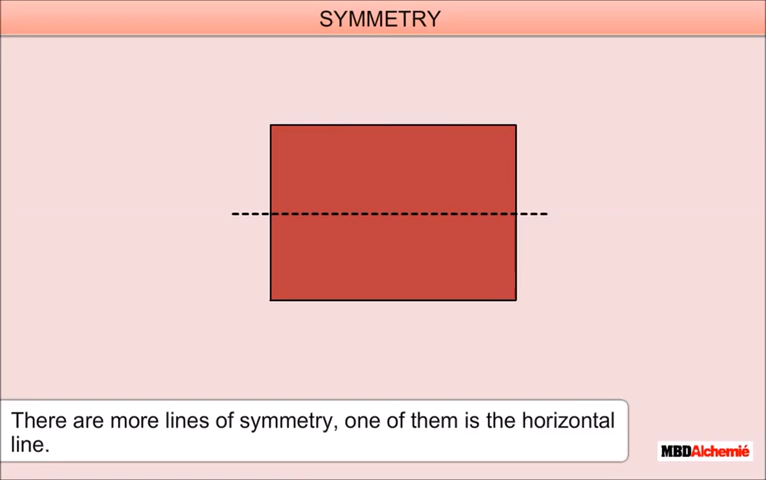 SYMMETRY
There are more lines of symmetry, one of them is the horizontal
line.
MBDAlchemié